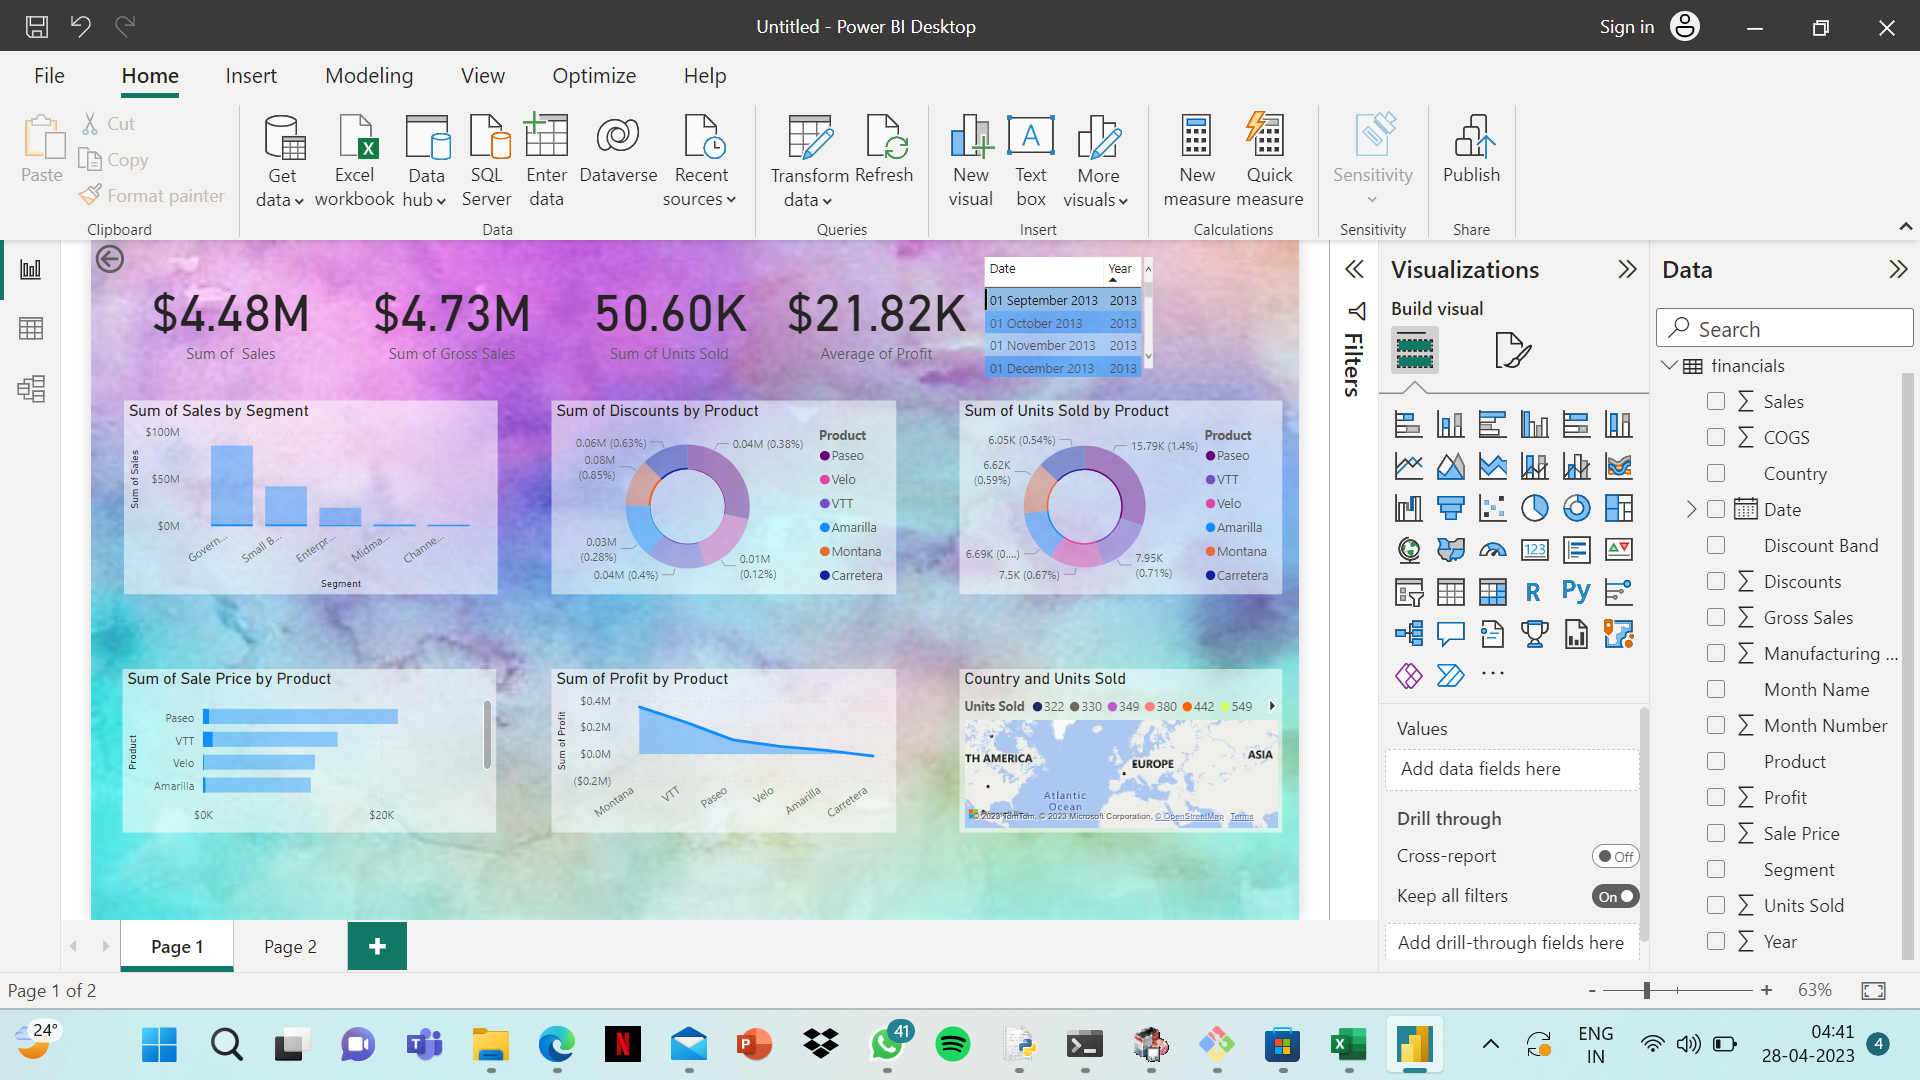 Untitled - Power BI Desktop
Sign in
File Home Insert Modeling View Optimize Help
Paste
Cut
Copy
Format painter
Clipboard
Get data
Excel workbook
Data hub
SQL Server
Enter data
Dataverse
Recent sources
Data
Transform data
Refresh
Queries
New visual
Text box
More visuals
Insert
New measure
Quick measure
Calculations
Sensitivity
Sensitivity
Publish
Share
$4.48M
Sum of Sales
$4.73M
Sum of Gross Sales
50.60K
Sum of Units Sold
$21.82K
Average of Profit
Date Year
01 September 2013 2013
01 October 2013 2013
01 November 2013 2013
01 December 2013 2013
Sum of Sales by Segment
Sum of Sales
$100M
$50M
$0M
Govern... Small B... Enterpr... Midma... Channe...
Segment
Sum of Discounts by Product
0.06M (0.63%)
0.04M (0.38%)
0.08M (0.85%)
0.03M (0.28%)
0.04M (0.4%)
0.01M (0.12%)
Product
Paseo
Velo
VTT
Amarilla
Montana
Carretera
Sum of Units Sold by Product
6.05K (0.54%)
15.79K (1.4%)
6.62K (0.59%)
6.69K (0....)
7.5K (0.67%)
7.95K (0.71%)
Product
Paseo
VTT
Velo
Amarilla
Montana
Carretera
Sum of Sale Price by Product
Product
Paseo
VTT
Velo
Amarilla
$0K $20K
Sum of Profit by Product
Sum of Profit
$0.4M
$0.2M
$0.0M
($0.2M)
Montana VTT Paseo Velo Amarilla Carretera
Country and Units Sold
Units Sold 322 330 349 380 442 549
TH AMERICA
EUROPE
ASIA
Atlantic Ocean
© 2023 TomTom, © 2023 Microsoft Corporation, © OpenStreetMap Terms
Filters
Visualizations
Build visual
123
R
Py
...
Values
Add data fields here
Drill through
Cross-report Off
Keep all filters On
Add drill-through fields here
Data
Search
financials
Sales
COGS
Country
Date
Discount Band
Discounts
Gross Sales
Manufacturing ...
Month Name
Month Number
Product
Profit
Sale Price
Segment
Units Sold
Year
Page 1 Page 2 +
Page 1 of 2
- + 63%
24°
41
ENG
IN
04:41
28-04-2023
4